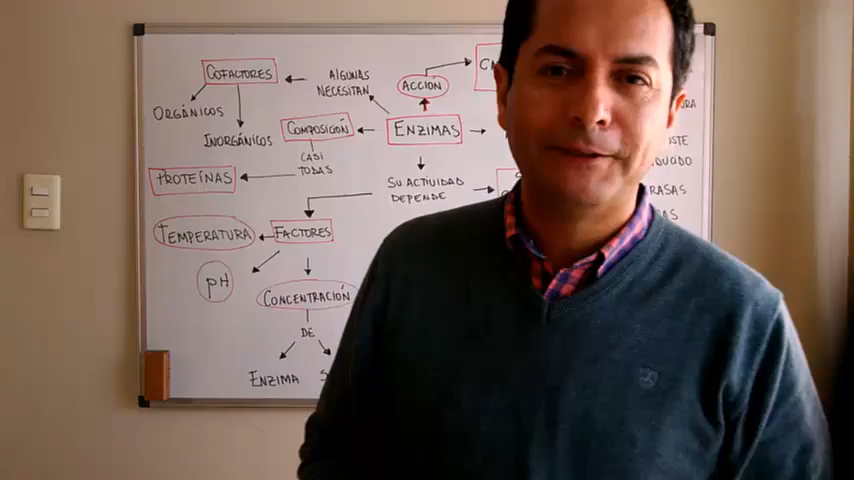 COFACTORES
ALGUNAS
NECESITAN
ACCIÓN
ORGÁNICOS
INORGÁNICOS
COMPOSICIÓN
ENZIMAS
CASI
TODAS
PROTEÍNAS
SU ACTIVIDAD
DEPENDE
TEMPERATURA
FACTORES
pH
CONCENTRACIÓN
DE
ENZIMA